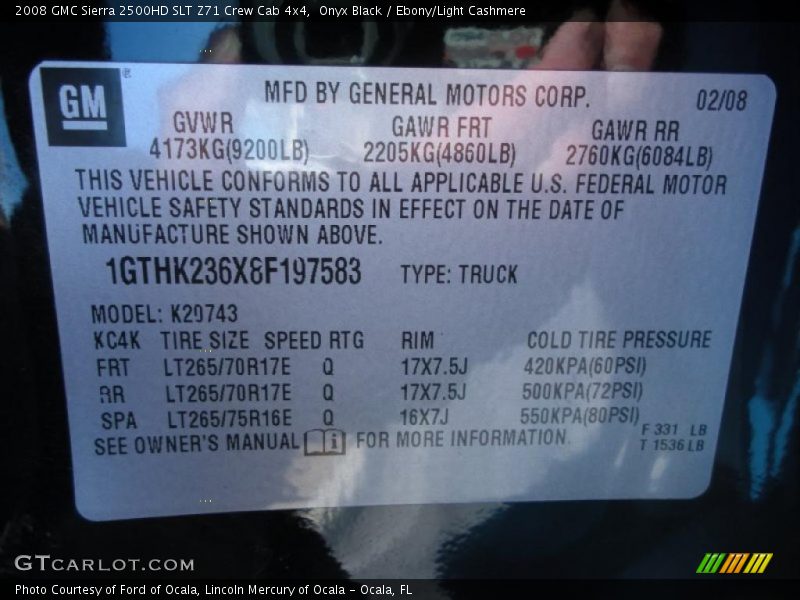 2008 GMC Sierra 2500HD SLT Z71 Crew Cab 4x4,  Onyx Black / Ebony/Light Cashmere
GM ®
MFD BY GENERAL MOTORS CORP. 02/08
GVWR GAWR FRT GAWR RR
4173KG(9200LB) 2205KG(4860LB) 2760KG(6084LB)
THIS VEHICLE CONFORMS TO ALL APPLICABLE U.S. FEDERAL MOTOR
VEHICLE SAFETY STANDARDS IN EFFECT ON THE DATE OF
MANUFACTURE SHOWN ABOVE.
1GTHK236X8F197583 TYPE: TRUCK
MODEL: K20743
KC4K TIRE SIZE SPEED RTG RIM COLD TIRE PRESSURE
FRT LT265/70R17E Q 17X7.5J 420KPA(60PSI)
RR LT265/70R17E Q 17X7.5J 500KPA(72PSI)
SPA LT265/75R16E Q 16X7J 550KPA(80PSI)
SEE OWNER'S MANUAL i FOR MORE INFORMATION.
F 331 LB
T 1536 LB
GTCARLOT.COM
Photo Courtesy of Ford of Ocala, Lincoln Mercury of Ocala – Ocala, FL